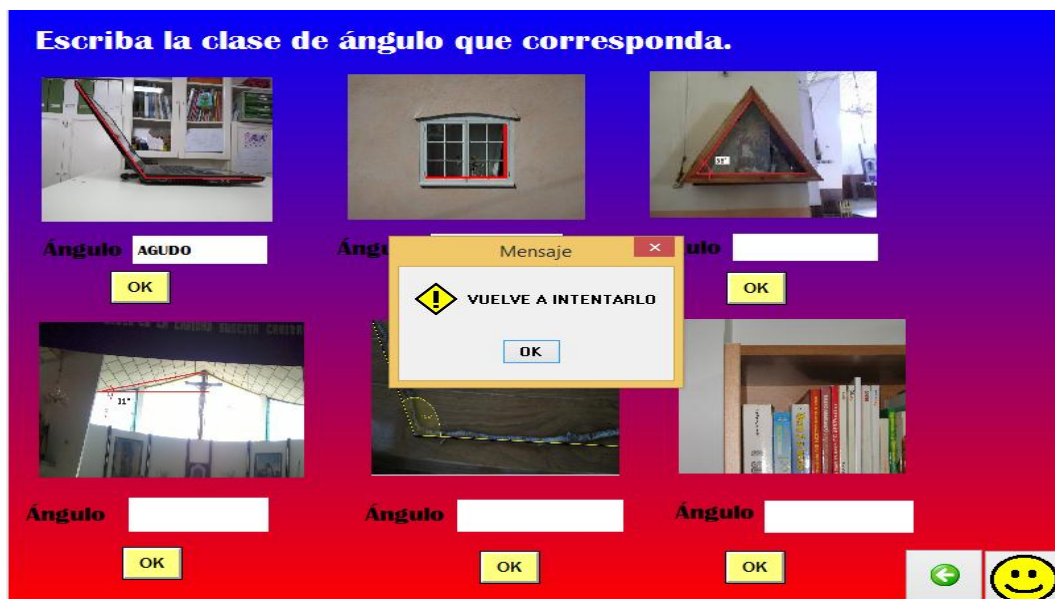 Escriba la clase de ángulo que corresponda.
Ángulo AGUDO
OK
Mensaje
VUELVE A INTENTARLO
OK
OK
11°
Ángulo
OK
Ángulo
OK
Ángulo
OK